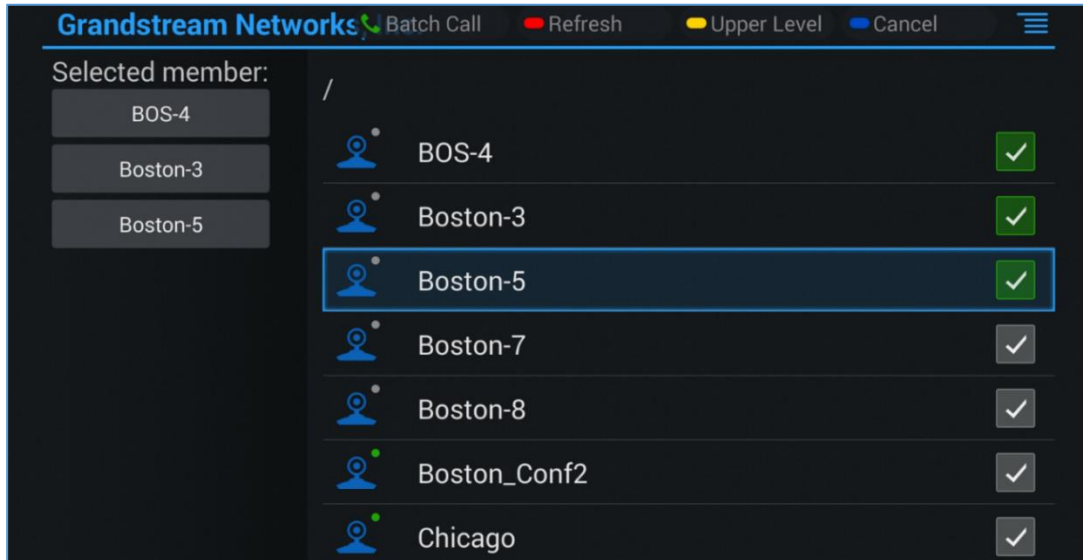 Grandstream Networks, Inc. Batch Call Refresh Upper Level Cancel
Selected member:
BOS-4
Boston-3
Boston-5
/
BOS-4
Boston-3
Boston-5
Boston-7
Boston-8
Boston_Conf2
Chicago